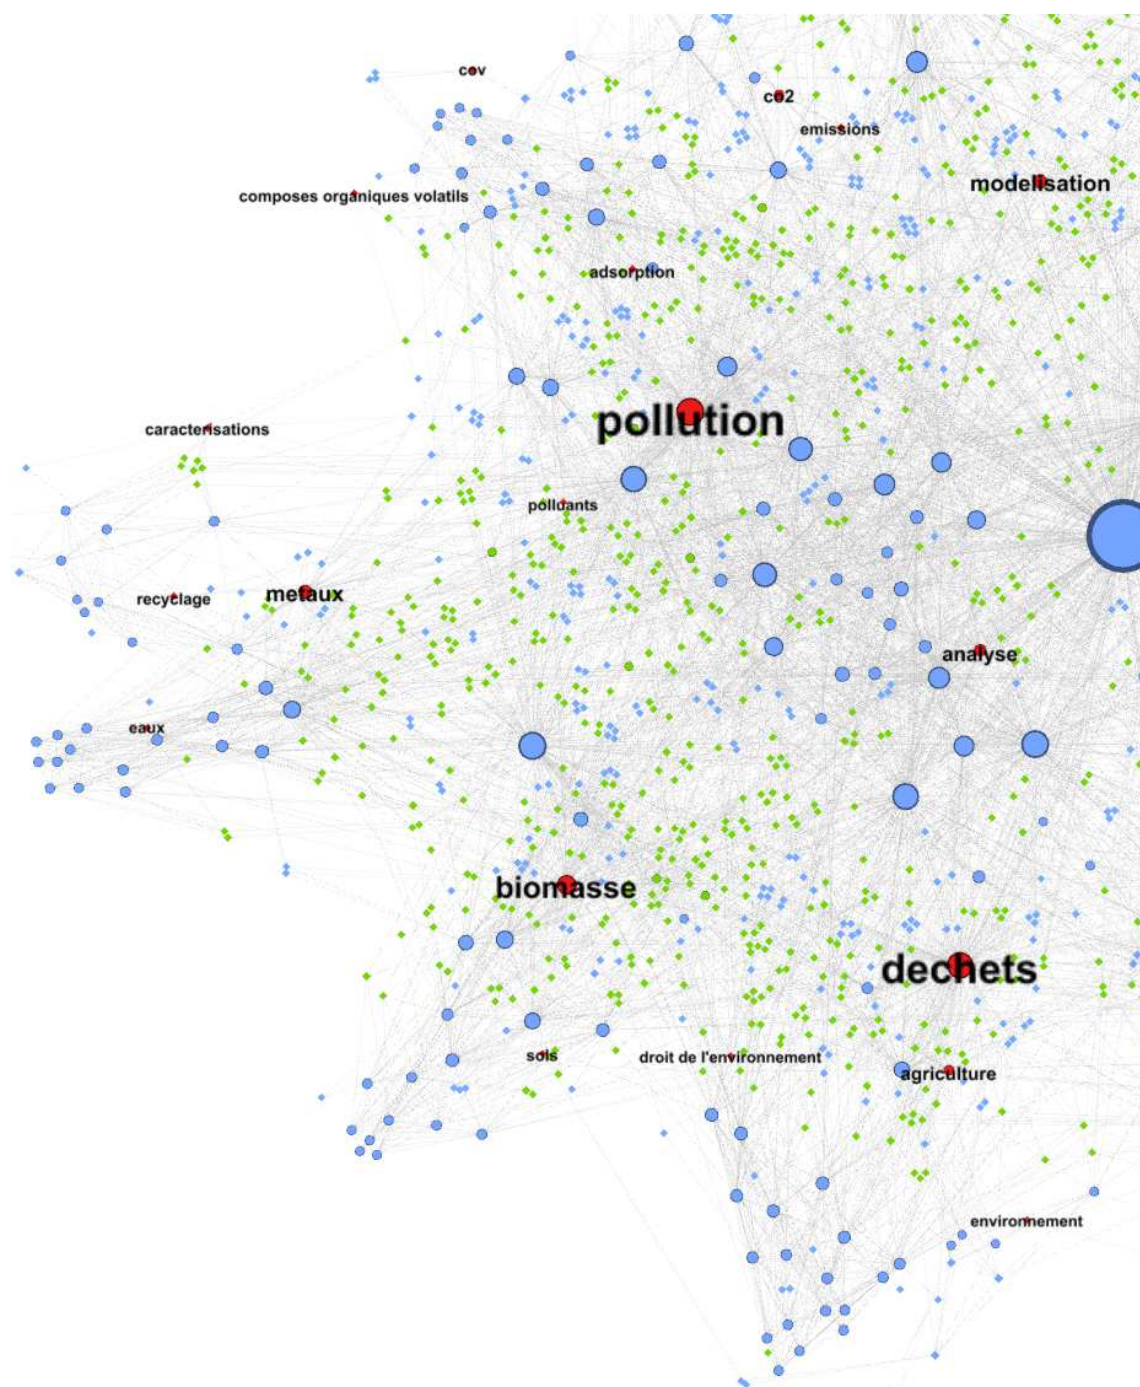 cov
co2
emissions
modelisation
composes organiques volatils
adsorption
pollution
caracterisations
polluants
metaux
recyclage
analyse
eaux
biomasse
dechets
sols
droit de l'environnement
agriculture
environnement